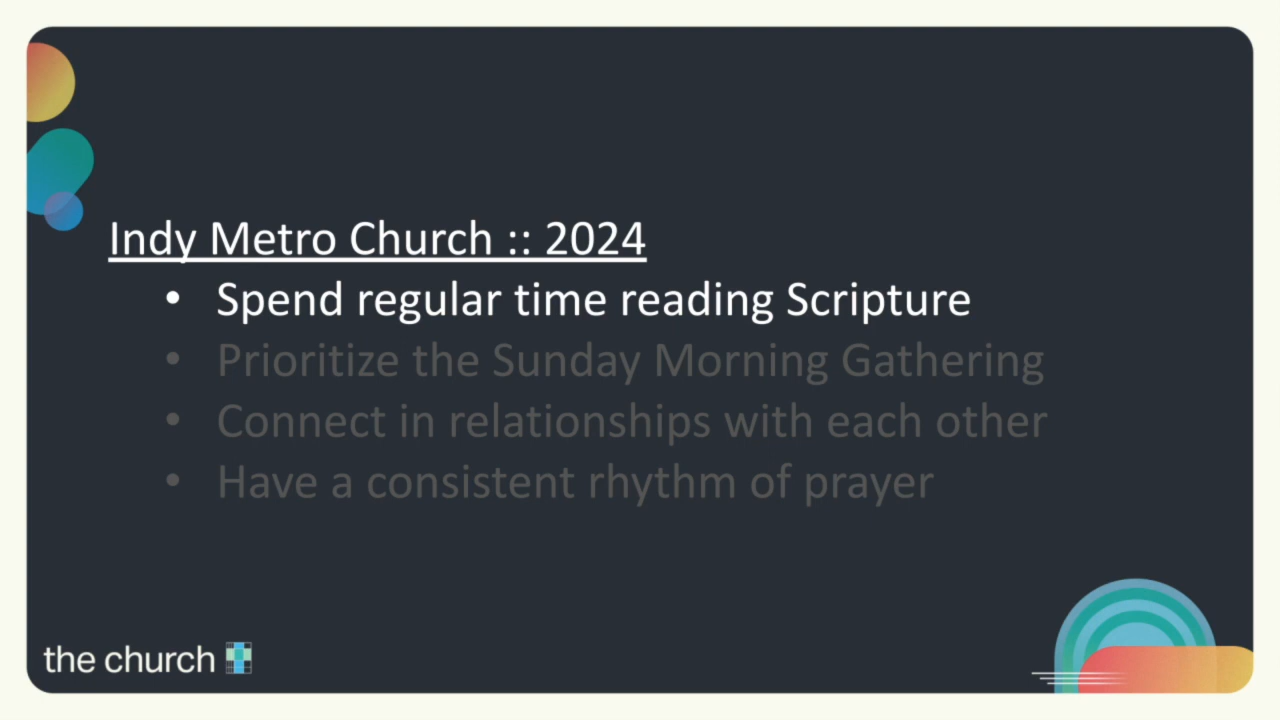 Indy Metro Church :: 2024
• Spend regular time reading Scripture
• Prioritize the Sunday Morning Gathering
• Connect in relationships with each other
• Have a consistent rhythm of prayer
the church